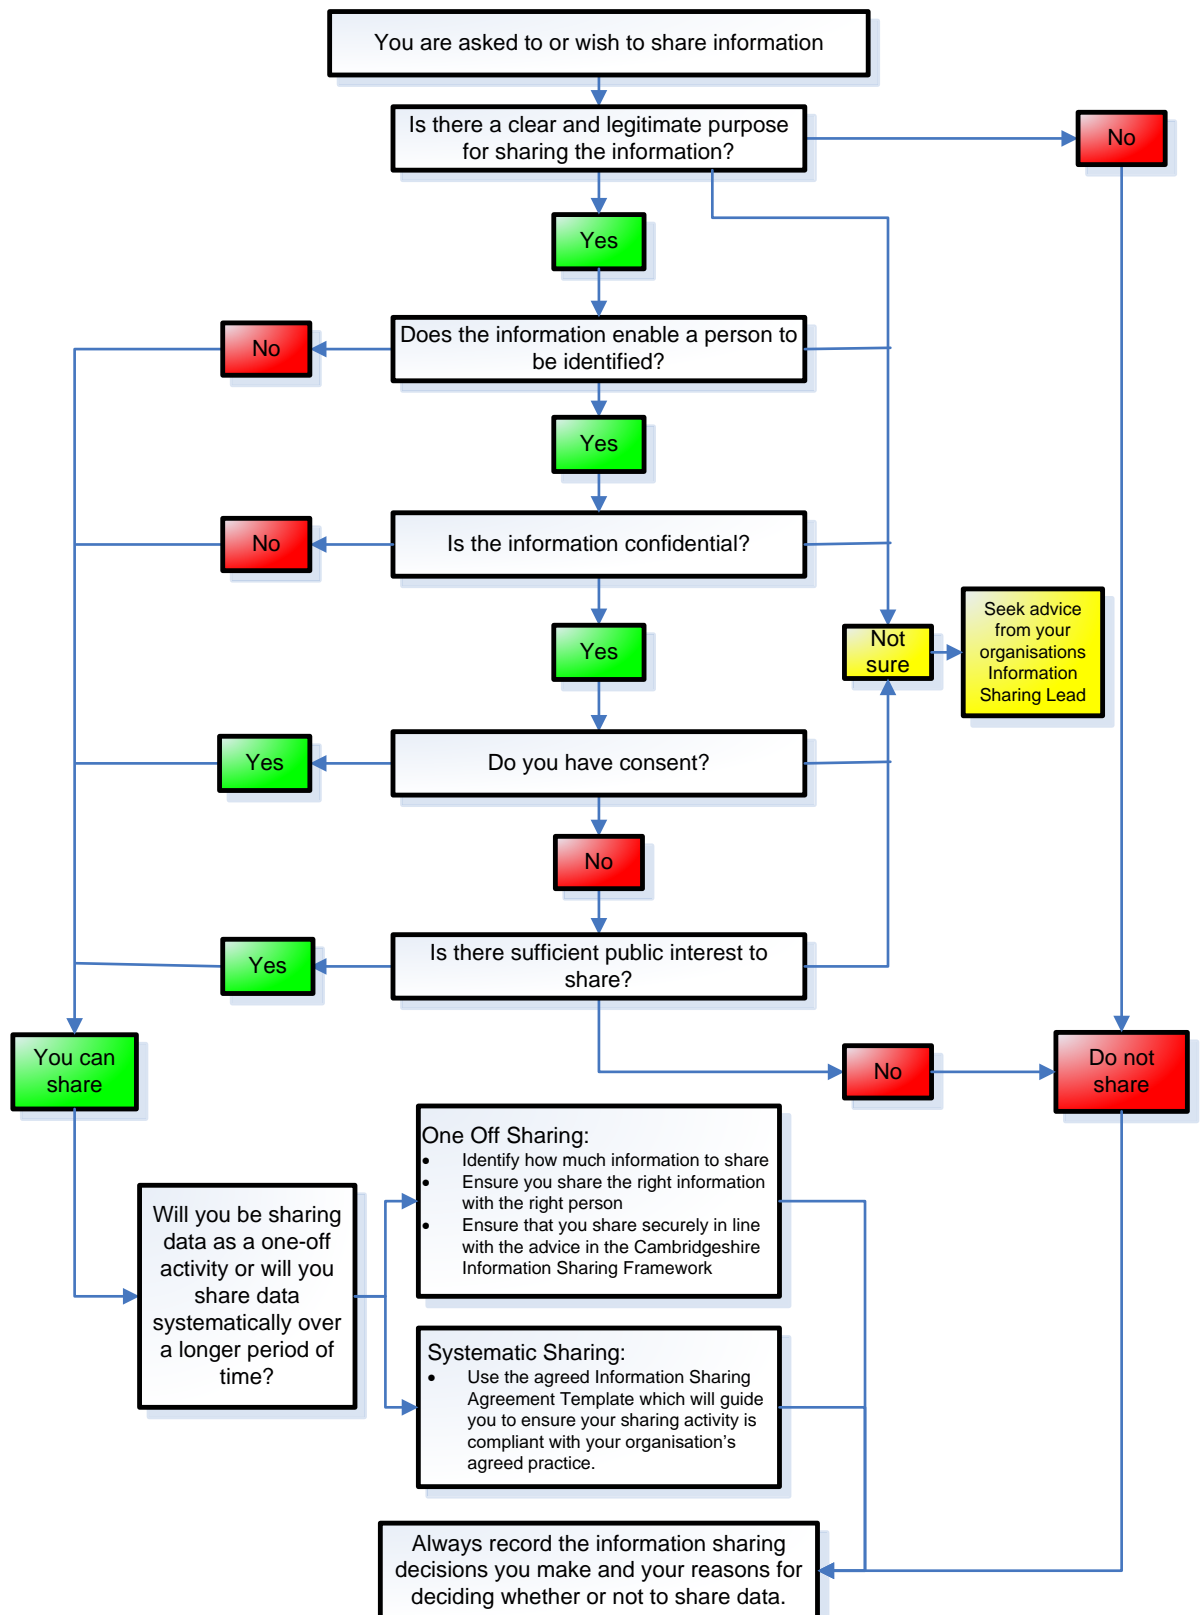 You are asked to or wish to share information
Is there a clear and legitimate purpose
for sharing the information?
No
Yes
Does the information enable a person to
be identified?
No
Yes
Is the information confidential?
No
Yes
Not
sure
Seek advice
from your
organisations
Information
Sharing Lead
Do you have consent?
Yes
No
Is there sufficient public interest to
share?
Yes
No
You can
share
Do not
share
Will you be sharing
data as a one-off
activity or will you
share data
systematically over
a longer period of
time?
One Off Sharing:
• Identify how much information to share
• Ensure you share the right information
with the right person
• Ensure that you share securely in line
with the advice in the Cambridgeshire
Information Sharing Framework
Systematic Sharing:
• Use the agreed Information Sharing
Agreement Template which will guide
you to ensure your sharing activity is
compliant with your organisation’s
agreed practice.
Always record the information sharing
decisions you make and your reasons for
deciding whether or not to share data.